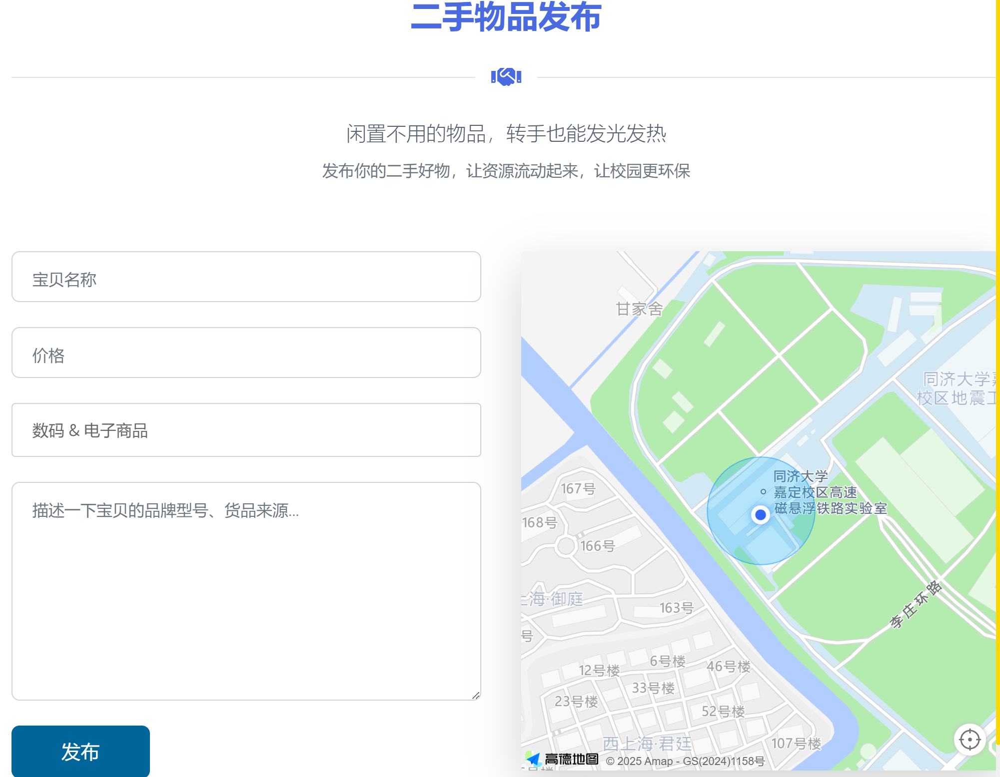 二手物品发布
闲置不用的物品，转手也能发光发热
发布你的二手好物，让资源流动起来，让校园更环保
宝贝名称
价格
数码 & 电子商品
描述一下宝贝的品牌型号、货品来源...
发布
甘家舍
同济大学嘉
校区地震工
同济大学
嘉定校区高速
磁悬浮铁路实验室
167号
168号
166号
上海·御庭
163号
号
李庄环路
6号楼
12号楼
46号楼
33号楼
23号楼
52号楼
西上海·君廷
107号楼
高德地图
© 2025 Amap - GS(2024)1158号